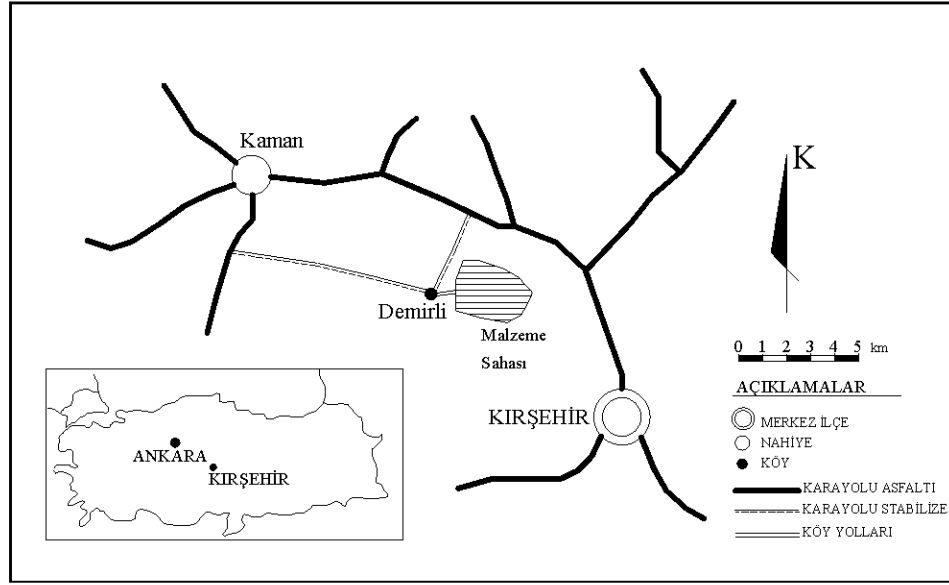 Kaman
K
Demirli
Malzeme
Sahası
0 1 2 3 4 5 km
KIRŞEHİR
AÇIKLAMALAR
MERKEZ İLÇE
NAHİYE
KÖY
KARAYOLU ASFALTI
KARAYOLU STABİLİZE
KÖY YOLLARI
ANKARA
KIRŞEHİR